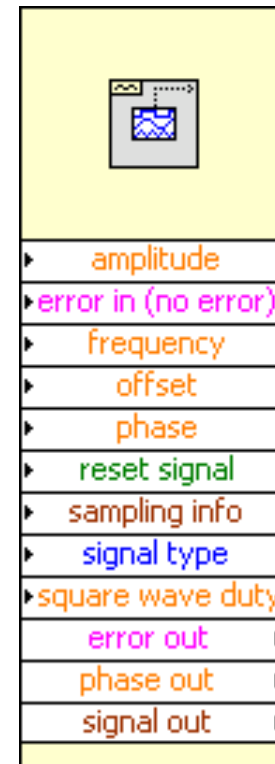 amplitude
error in (no error)
frequency
offset
phase
reset signal
sampling info
signal type
square wave duty
error out
phase out
signal out